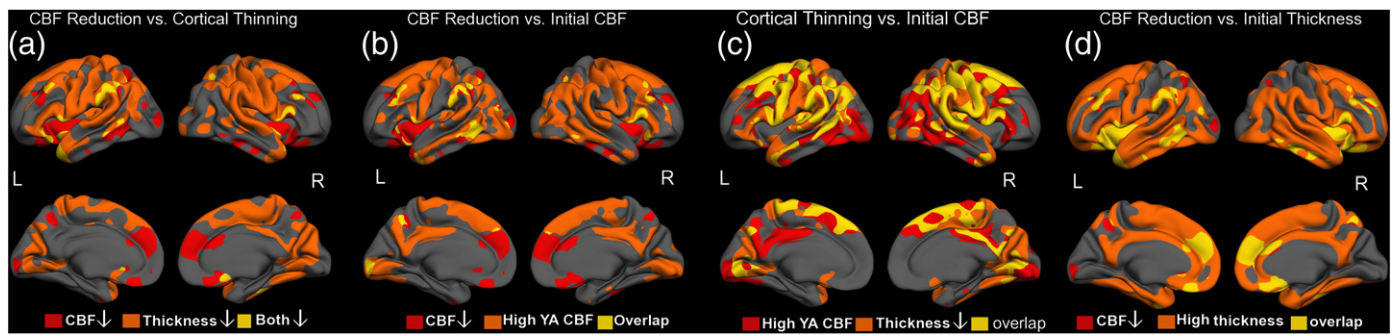 CBF Reduction vs. Cortical Thinning
(a)
L
R
CBF ↓ Thickness ↓ Both ↓
CBF Reduction vs. Initial CBF
(b)
L
R
CBF ↓ High YA CBF Overlap
Cortical Thinning vs. Initial CBF
(c)
L
R
High YA CBF Thickness ↓ overlap
CBF Reduction vs. Initial Thickness
(d)
L
R
CBF ↓ High thickness overlap